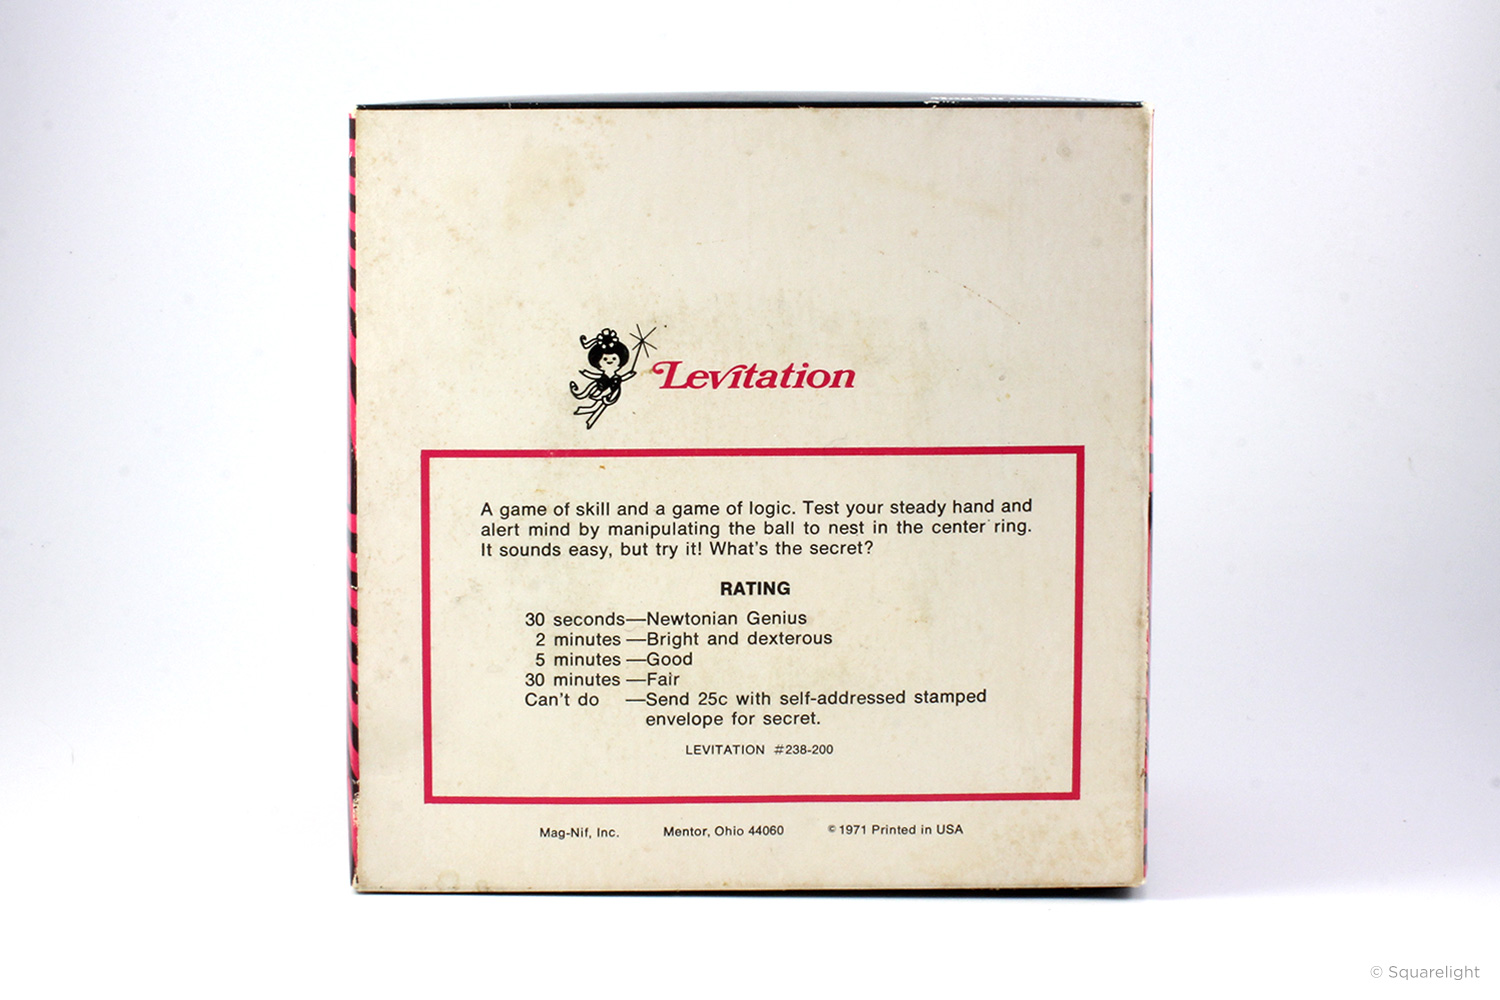 Levitation
A game of skill and a game of logic. Test your steady hand and
alert mind by manipulating the ball to nest in the center ring.
It sounds easy, but try it! What's the secret?
RATING
30 seconds—Newtonian Genius
2 minutes—Bright and dexterous
5 minutes—Good
30 minutes—Fair
Can't do —Send 25c with self-addressed stamped
envelope for secret.
LEVITATION #238-200
Mag-Nif, Inc. Mentor, Ohio 44060 © 1971 Printed in USA
© Squarelight